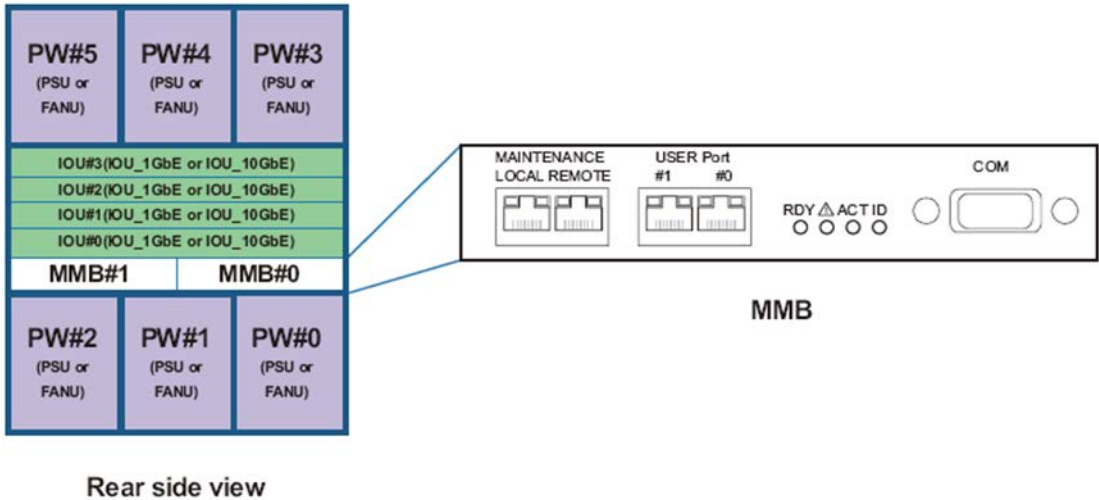 PW#5 PW#4 PW#3
(PSU or (PSU or (PSU or
FANU) FANU) FANU)
IOU#3(IOU_1GbE or IOU_10GbE)
IOU#2(IOU_1GbE or IOU_10GbE)
IOU#1(IOU_1GbE or IOU_10GbE)
IOU#0(IOU_1GbE or IOU_10GbE)
MMB#1 MMB#0
PW#2 PW#1 PW#0
(PSU or (PSU or (PSU or
FANU) FANU) FANU)
Rear side view
MAINTENANCE USER Port COM
LOCAL REMOTE #1 #0
RDY ⚠ ACT ID
MMB